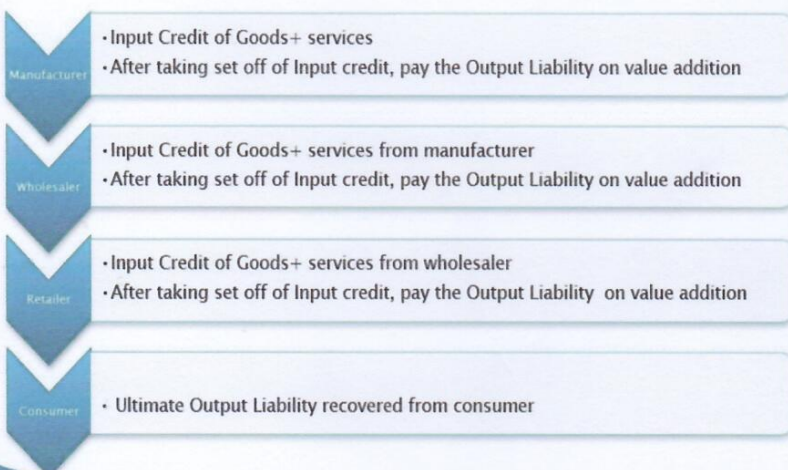 Manufacturer
·Input Credit of Goods+ services
·After taking set off of Input credit, pay the Output Liability on value addition
Wholesaler
·Input Credit of Goods+ services from manufacturer
·After taking set off of Input credit, pay the Output Liability on value addition
Retailer
·Input Credit of Goods+ services from wholesaler
·After taking set off of Input credit, pay the Output Liability on value addition
Consumer
· Ultimate Output Liability recovered from consumer